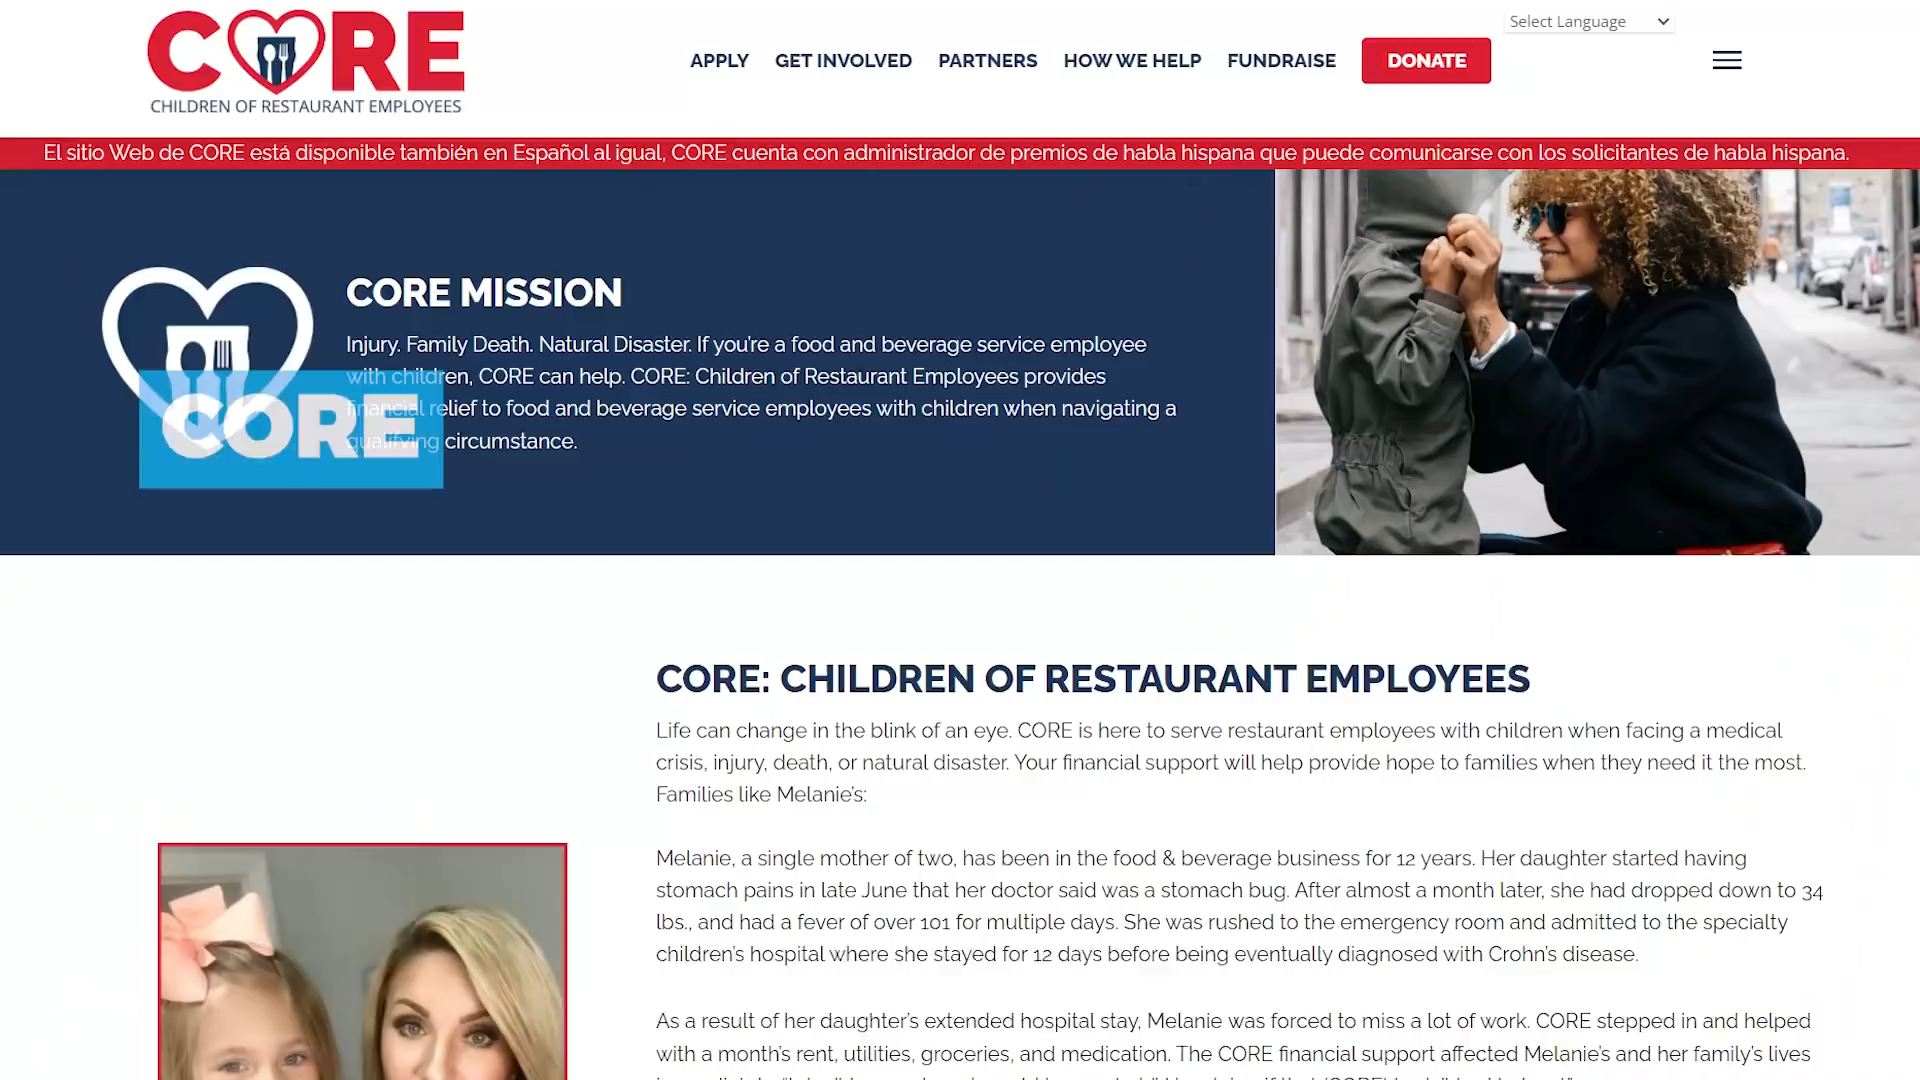 CORE
CHILDREN OF RESTAURANT EMPLOYEES
APPLY
GET INVOLVED
PARTNERS
HOW WE HELP
FUNDRAISE
DONATE
Select Language
El sitio Web de CORE está disponible también en Español al igual, CORE cuenta con administrador de premios de habla hispana que puede comunicarse con los solicitantes de habla hispana.
CORE MISSION
Injury. Family Death. Natural Disaster. If you're a food and beverage service employee
with children, CORE can help. CORE: Children of Restaurant Employees provides
financial relief to food and beverage service employees with children when navigating a
qualifying circumstance.
CORE
CORE: CHILDREN OF RESTAURANT EMPLOYEES
Life can change in the blink of an eye. CORE is here to serve restaurant employees with children when facing a medical
crisis, injury, death, or natural disaster. Your financial support will help provide hope to families when they need it the most.
Families like Melanie's:
Melanie, a single mother of two, has been in the food & beverage business for 12 years. Her daughter started having
stomach pains in late June that her doctor said was a stomach bug. After almost a month later, she had dropped down to 34
lbs., and had a fever of over 101 for multiple days. She was rushed to the emergency room and admitted to the specialty
children's hospital where she stayed for 12 days before being eventually diagnosed with Crohn's disease.
As a result of her daughter's extended hospital stay, Melanie was forced to miss a lot of work. CORE stepped in and helped
with a month's rent, utilities, groceries, and medication. The CORE financial support affected Melanie's and her family's lives